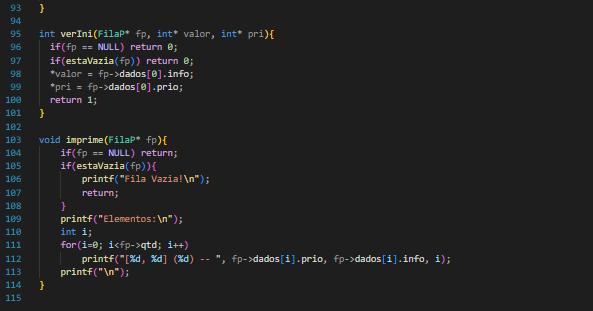 93 }
94
95 int verIni(FilaP* fp, int* valor, int* pri){
96   if(fp == NULL) return 0;
97   if(estaVazia(fp)) return 0;
98   *valor = fp->dados[0].info;
99   *pri = fp->dados[0].prio;
100   return 1;
101 }
102
103 void imprime(FilaP* fp){
104     if(fp == NULL) return;
105     if(estaVazia(fp)){
106         printf("Fila Vazia!\n");
107         return;
108     }
109     printf("Elementos:\n");
110     int i;
111     for(i=0; i<fp->qtd; i++)
112         printf("[%d, %d] (%d) -- ", fp->dados[i].prio, fp->dados[i].info, i);
113     printf("\n");
114 }
115